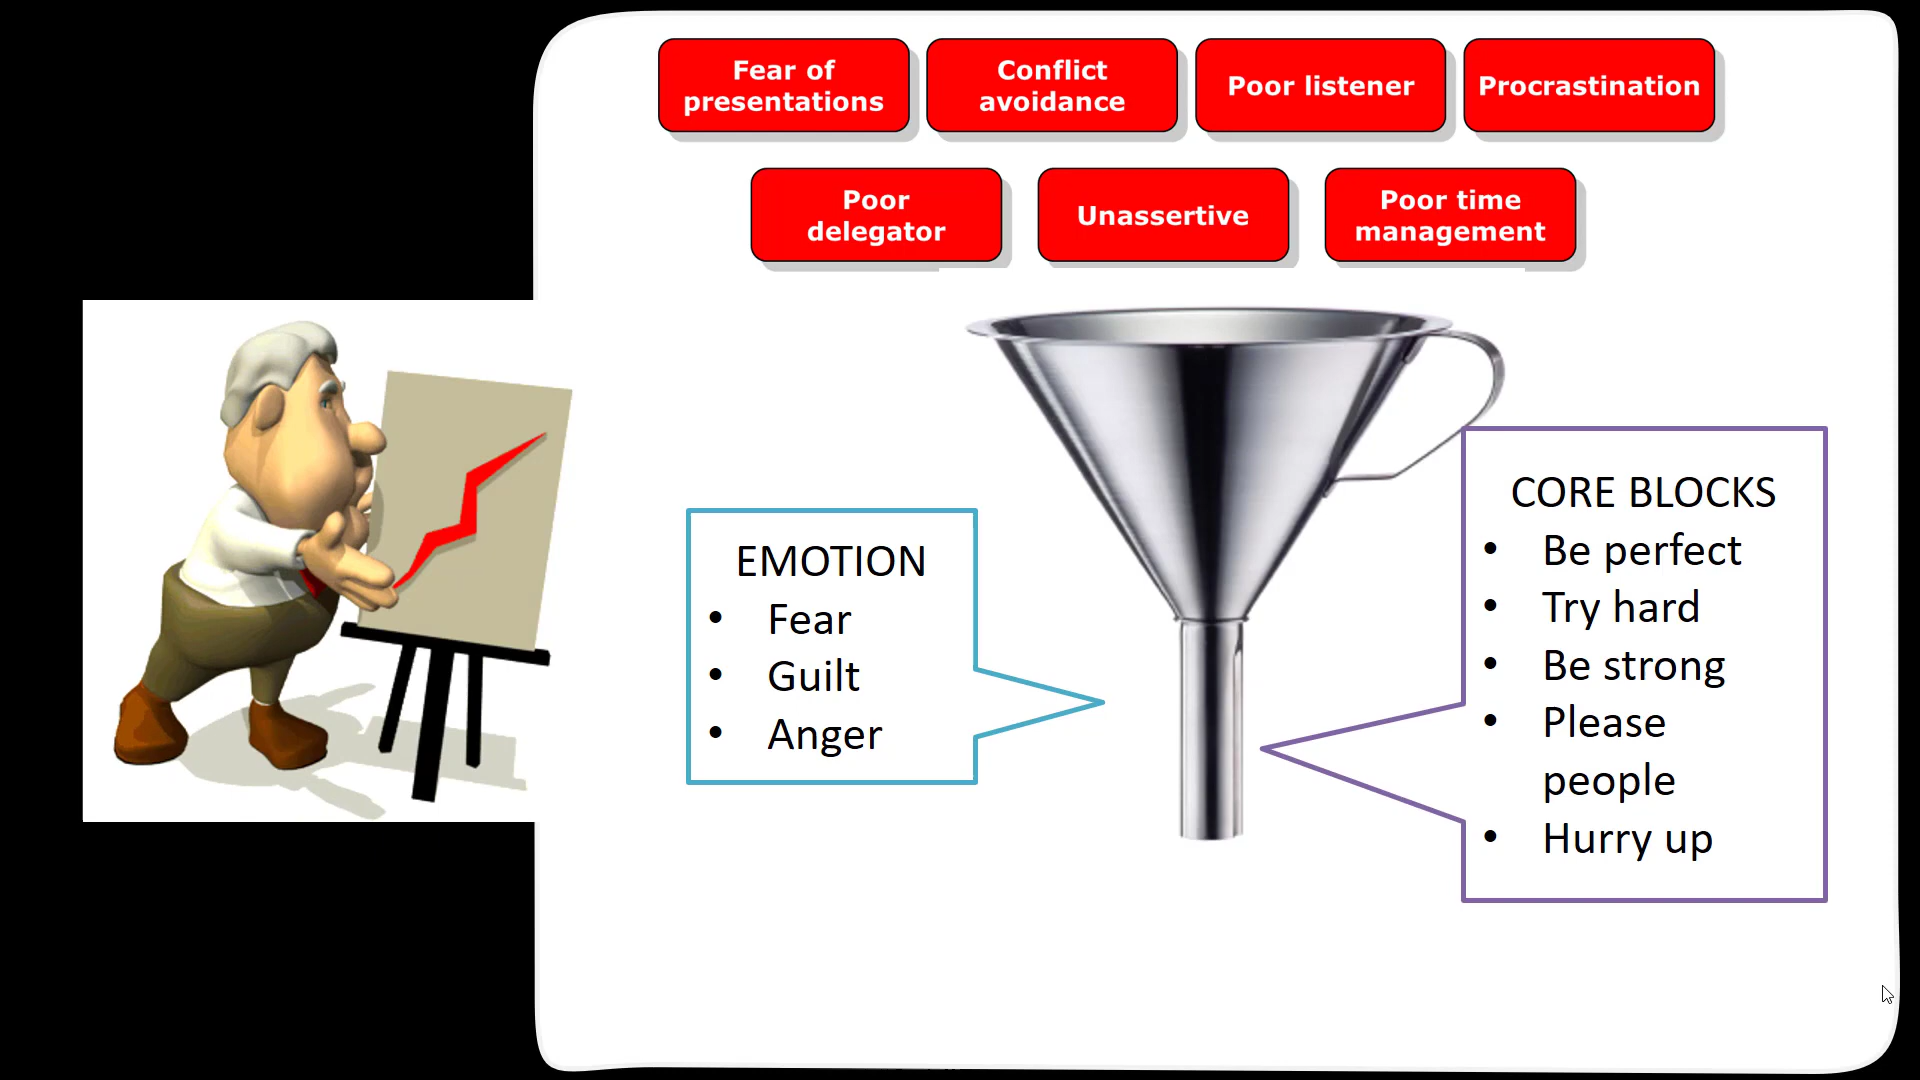 Fear of
presentations
Conflict
avoidance
Poor listener
Procrastination
Poor
delegator
Unassertive
Poor time
management
EMOTION
• Fear
• Guilt
• Anger
CORE BLOCKS
• Be perfect
• Try hard
• Be strong
• Please
people
• Hurry up